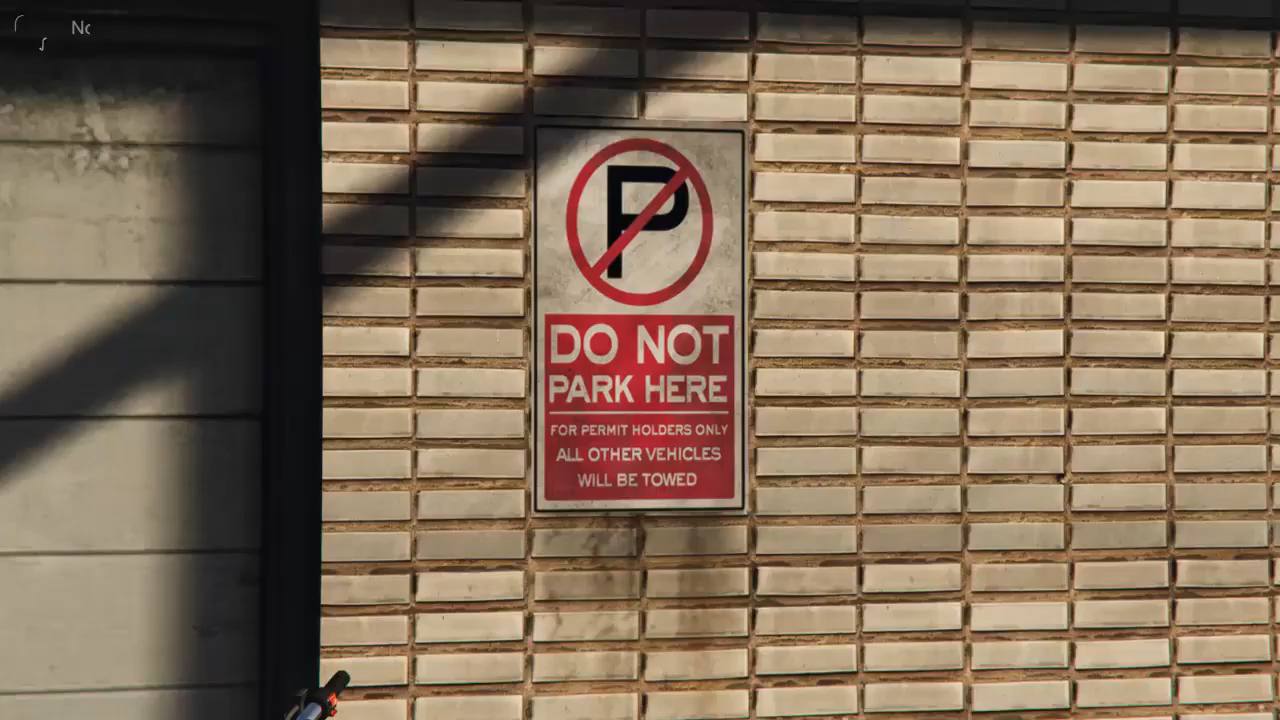 P
DO NOT
PARK HERE
FOR PERMIT HOLDERS ONLY
ALL OTHER VEHICLES
WILL BE TOWED